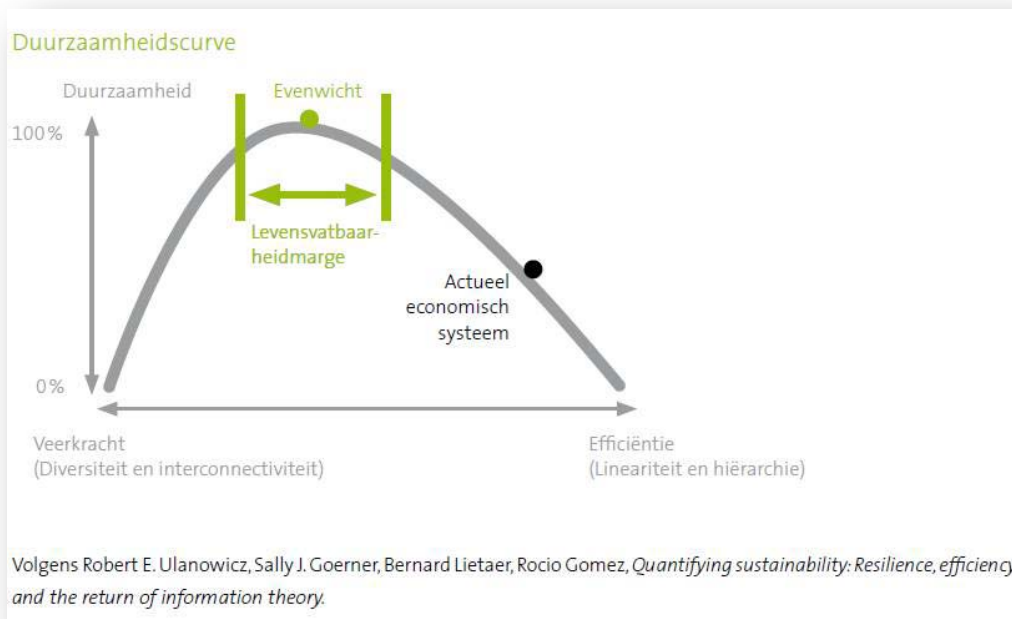 Duurzaamheidscurve
Duurzaamheid
Evenwicht
100 %
Levensvatbaar-
heidmarge
Actueel
economisch
systeem
0 %
Veerkracht
(Diversiteit en interconnectiviteit)
Efficiëntie
(Lineariteit en hiërarchie)
Volgens Robert E. Ulanowicz, Sally J. Goerner, Bernard Lietaer, Rocio Gomez, Quantifying sustainability: Resilience, efficiency
and the return of information theory.